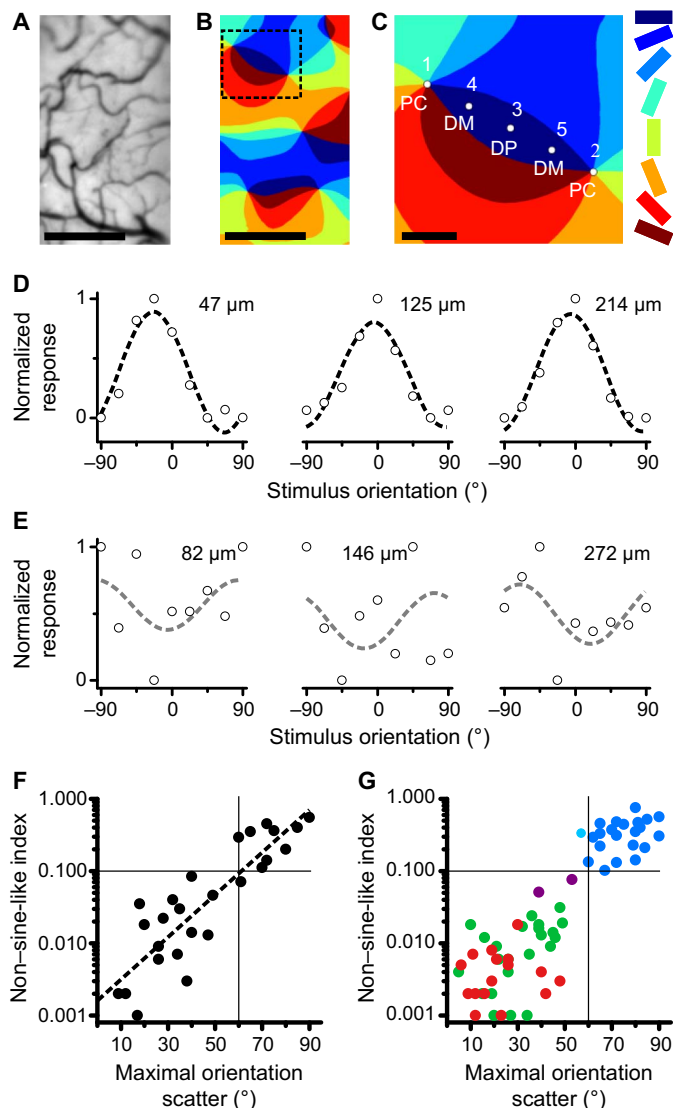 A
B
C
1
PC
4
DM
3
DP
5
DM
2
PC
D
Normalized response
1
0
47 µm
125 µm
214 µm
–90 0 90
–90 0 90
–90 0 90
Stimulus orientation (°)
E
Normalized response
1
0
82 µm
146 µm
272 µm
–90 0 90
–90 0 90
–90 0 90
Stimulus orientation (°)
F
Non–sine-like index
1.000
0.100
0.010
0.001
10 30 50 70 90
Maximal orientation
scatter (°)
G
Non–sine-like index
1.000
0.100
0.010
0.001
10 30 50 70 90
Maximal orientation
scatter (°)